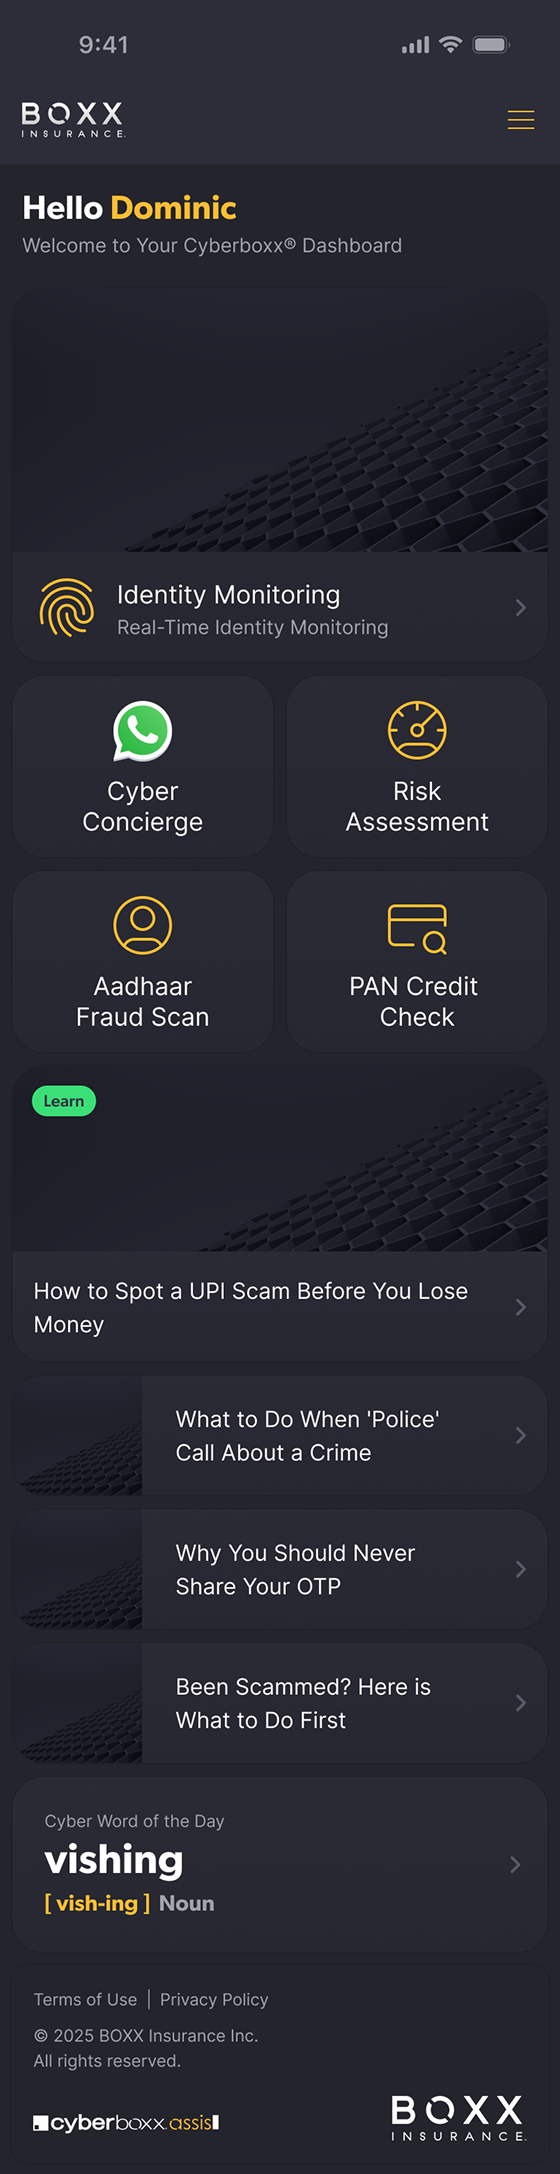 9:41
BOXX
INSURANCE.
Hello Dominic
Welcome to Your Cyberboxx® Dashboard
Identity Monitoring
Real-Time Identity Monitoring
Cyber
Concierge
Risk
Assessment
Aadhaar
Fraud Scan
PAN Credit
Check
Learn
How to Spot a UPI Scam Before You Lose
Money
What to Do When 'Police'
Call About a Crime
Why You Should Never
Share Your OTP
Been Scammed? Here is
What to Do First
Cyber Word of the Day
vishing
[ vish-ing ] Noun
Terms of Use | Privacy Policy
© 2025 BOXX Insurance Inc.
All rights reserved.
cyberboxx assist
BOXX
INSURANCE.